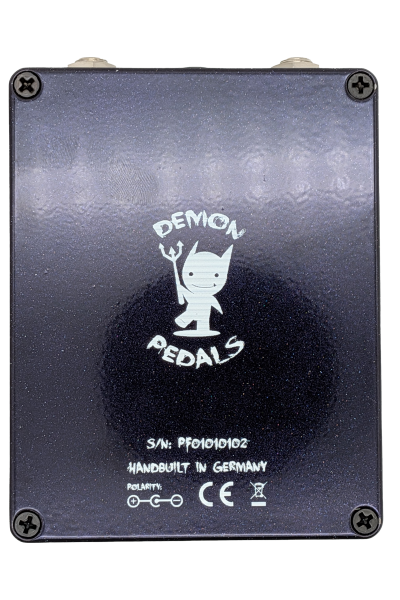 DEMON
PEDALS
S/N: PF01010102
HANDBUILT IN GERMANY
POLARITY:
CE